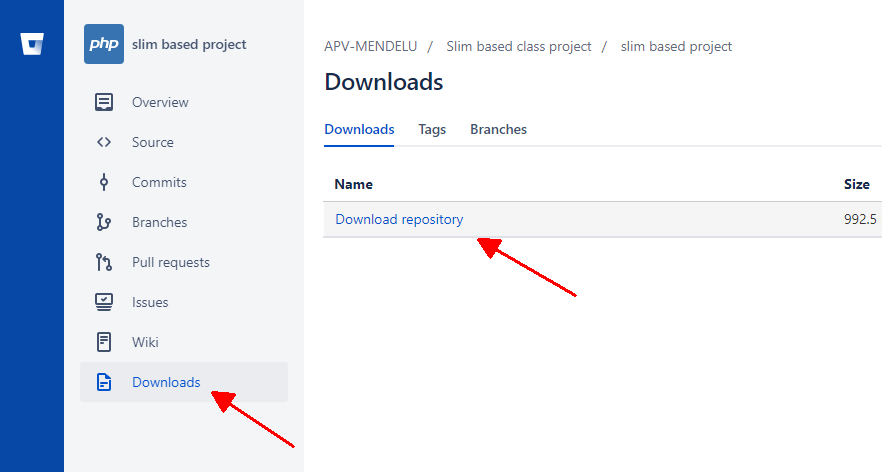 php slim based project
Overview
Source
Commits
Branches
Pull requests
Issues
Wiki
Downloads
APV-MENDELU / Slim based class project / slim based project
Downloads
Downloads Tags Branches
Name Size
Download repository 992.5